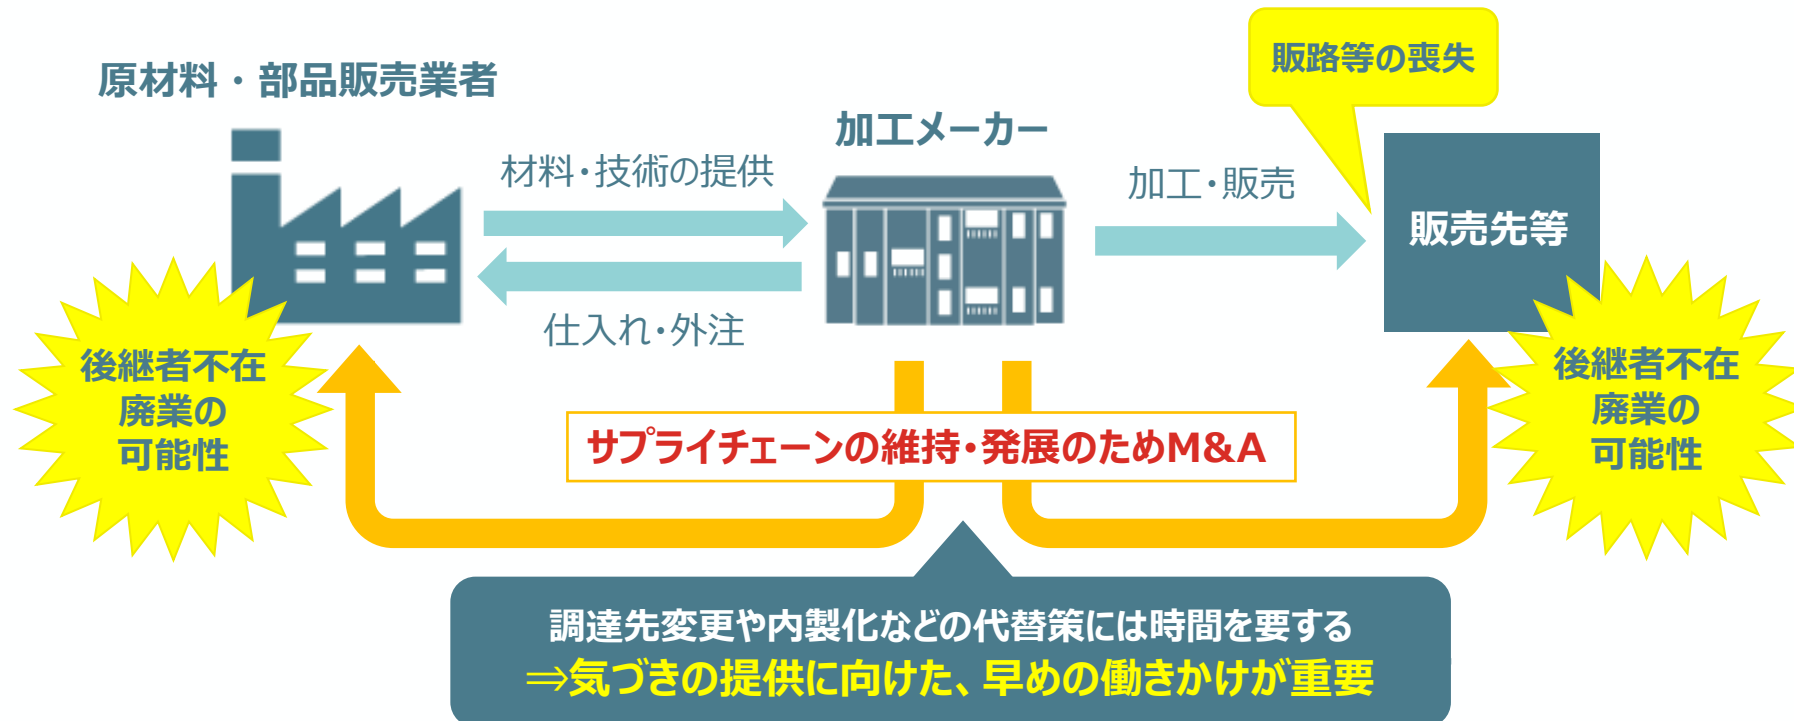 販路等の喪失
原材料・部品販売業者
加工メーカー
材料・技術の提供
加工・販売
販売先等
仕入れ・外注
後継者不在
廃業の
可能性
サプライチェーンの維持・発展のためM&A
後継者不在
廃業の
可能性
調達先変更や内製化などの代替策には時間を要する
⇒気づきの提供に向けた、早めの働きかけが重要